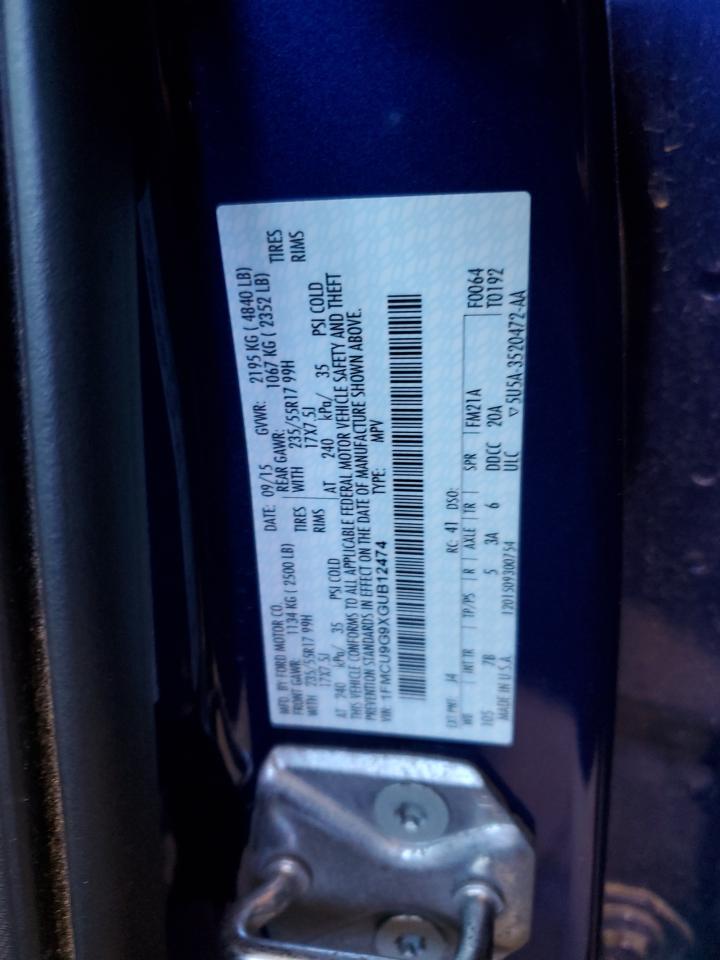 MFD. BY FORD MOTOR CO.
DATE: 09/15 GVWR: 2195 KG ( 4840 LB)
FRONT GAWR: 1134 KG ( 2500 LB) REAR GAWR: 1067 KG ( 2352 LB)
WITH 235/55R17 99H TIRES WITH 235/55R17 99H TIRES
17X7.5J RIMS 17X7.5J RIMS
AT 240 kPa/ 35 PSI COLD AT 240 kPa/ 35 PSI COLD
THIS VEHICLE CONFORMS TO ALL APPLICABLE FEDERAL MOTOR VEHICLE SAFETY AND THEFT
PREVENTION STANDARDS IN EFFECT ON THE DATE OF MANUFACTURE SHOWN ABOVE.
VIN: 1FMCU9G9XGUB12474 TYPE: MPV
EXT PNT: J4 RC: 41 DSO:
WB INT TR TP/PS R AXLE TR SPR FM21A F0064
105 7B 5 3A 6 DDCC 20A T0192
MADE IN U.S.A. 1201509300754 ULC ▽5U5A-3520472-AA